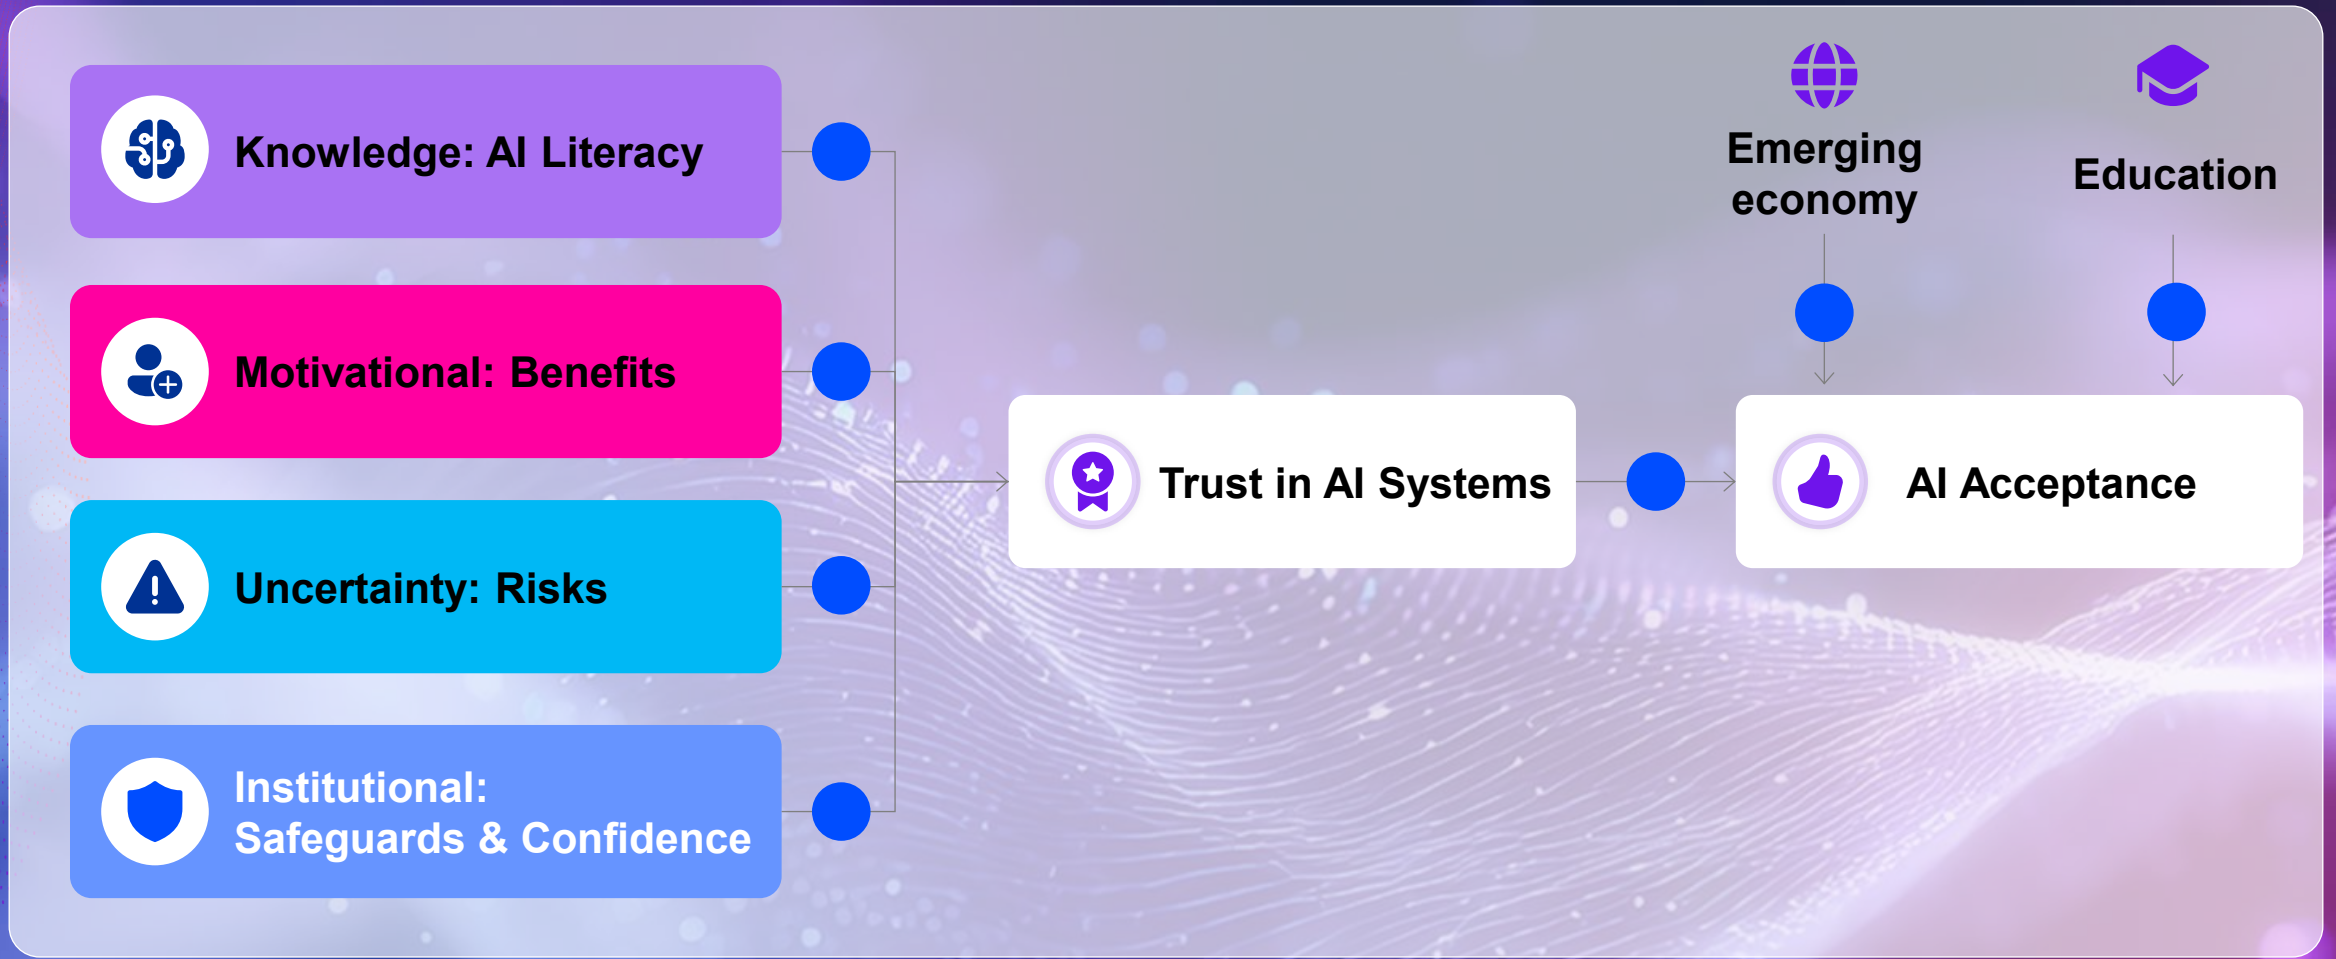 Knowledge: AI Literacy
Motivational: Benefits
Uncertainty: Risks
Institutional:
Safeguards & Confidence
Trust in AI Systems
Emerging
economy
Education
AI Acceptance